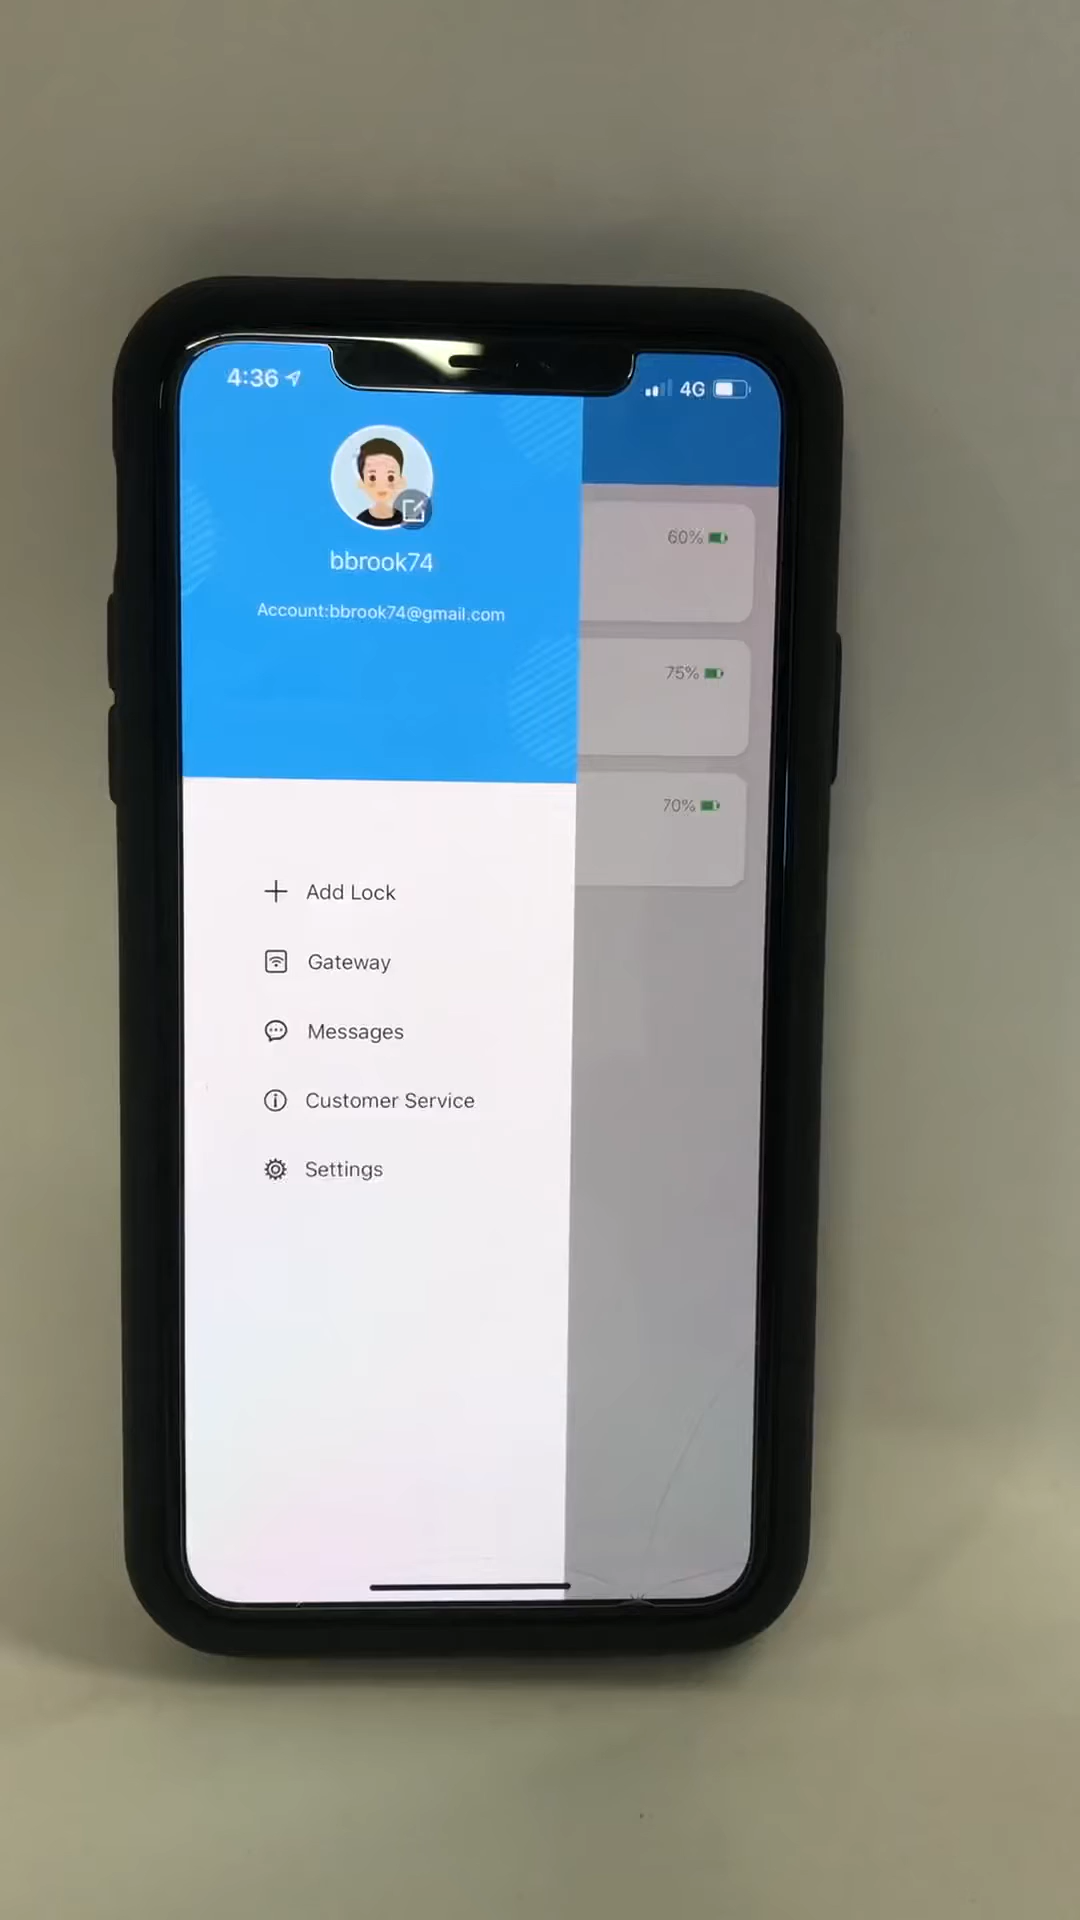 4:36
4G
bbrook74
Account:bbrook74@gmail.com
60%
75%
70%
Add Lock
Gateway
Messages
Customer Service
Settings